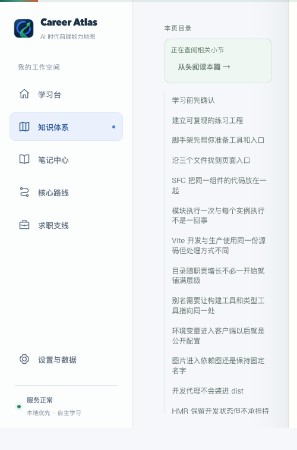 Career Atlas
AI 时代前端能力地图
我的工作空间
学习台
知识体系
笔记中心
核心路线
求职支线
设置与数据
服务正常
本地优先 · 自主学习
本页目录
正在查阅相关小节
从头阅读本篇 →
学习前先确认
建立可复现的练习工程
脚手架先帮你准备工具和入口
沿三个文件找到页面入口
SFC 把同一组件的代码放在一
起
模块执行一次与每个实例执行
不是一回事
Vite 开发与生产使用同一份源
码但处理方式不同
目录随职责增长不必一开始就
铺满层级
别名需要让构建工具和类型工
具指向同一处
环境变量进入客户端以后就是
公开配置
图片进入依赖图还是保持固定
名字
开发代理不会装进 dist
HMR 保留开发状态但不承担持